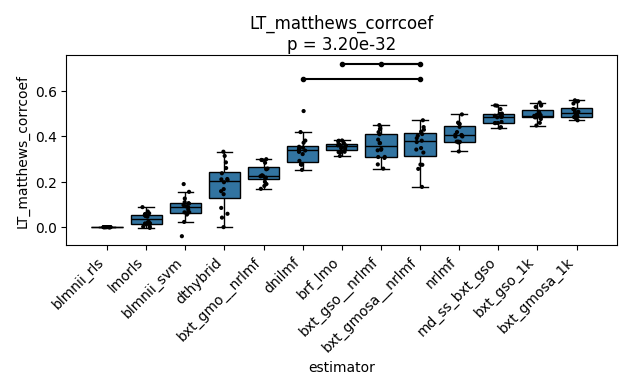 LT_matthews_corrcoef
p = 3.20e-32
LT_matthews_corrcoef
0.6
0.4
0.2
0.0
blmnii_rls
lmorls
blmnii_svm
dthybrid
bxt_gmo__nrlmf
dnilmf
brf_lmo
bxt_gso__nrlmf
bxt_gmosa__nrlmf
nrlmf
md_ss_bxt_gso
bxt_gso_1k
bxt_gmosa_1k
estimator